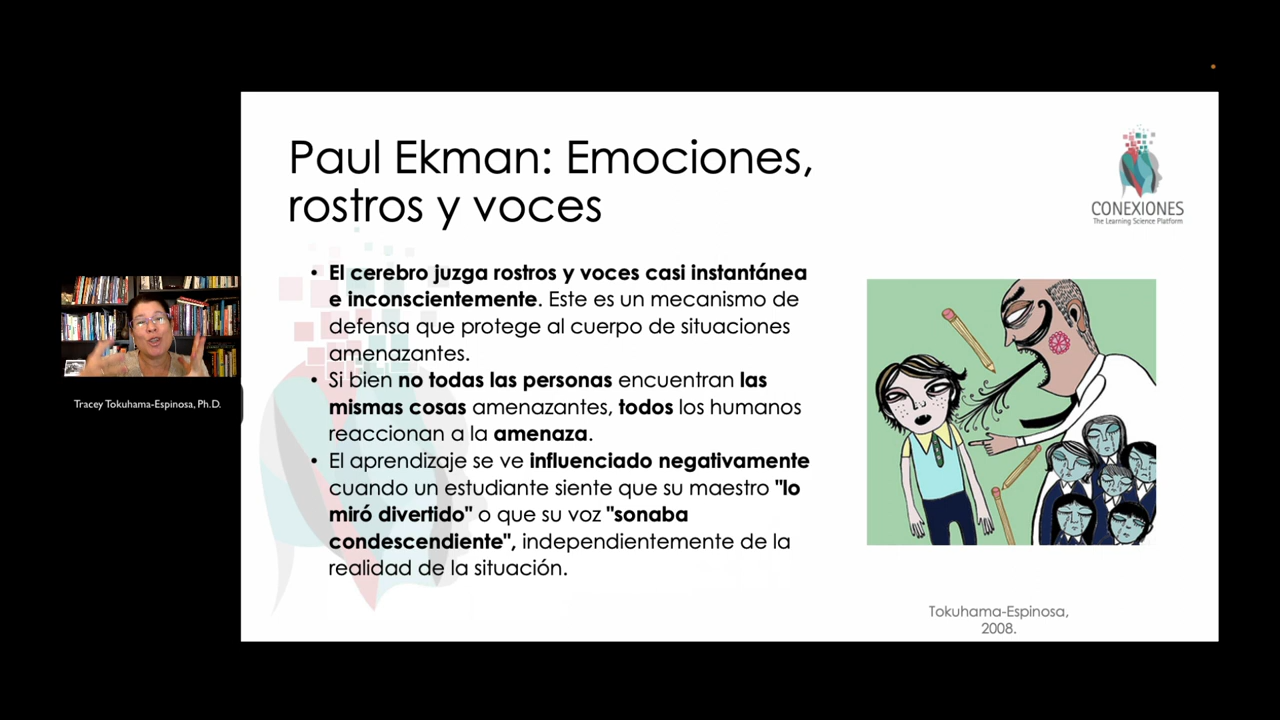 Paul Ekman: Emociones,
rostros y voces
CONEXIONES
The Learning Science Platform
• El cerebro juzga rostros y voces casi instantánea
e inconscientemente. Este es un mecanismo de
defensa que protege al cuerpo de situaciones
amenazantes.
• Si bien no todas las personas encuentran las
mismas cosas amenazantes, todos los humanos
reaccionan a la amenaza.
• El aprendizaje se ve influenciado negativamente
cuando un estudiante siente que su maestro "lo
miró divertido" o que su voz "sonaba
condescendiente", independientemente de la
realidad de la situación.
Tracey Tokuhama-Espinosa, Ph.D.
Tokuhama-Espinosa,
2008.